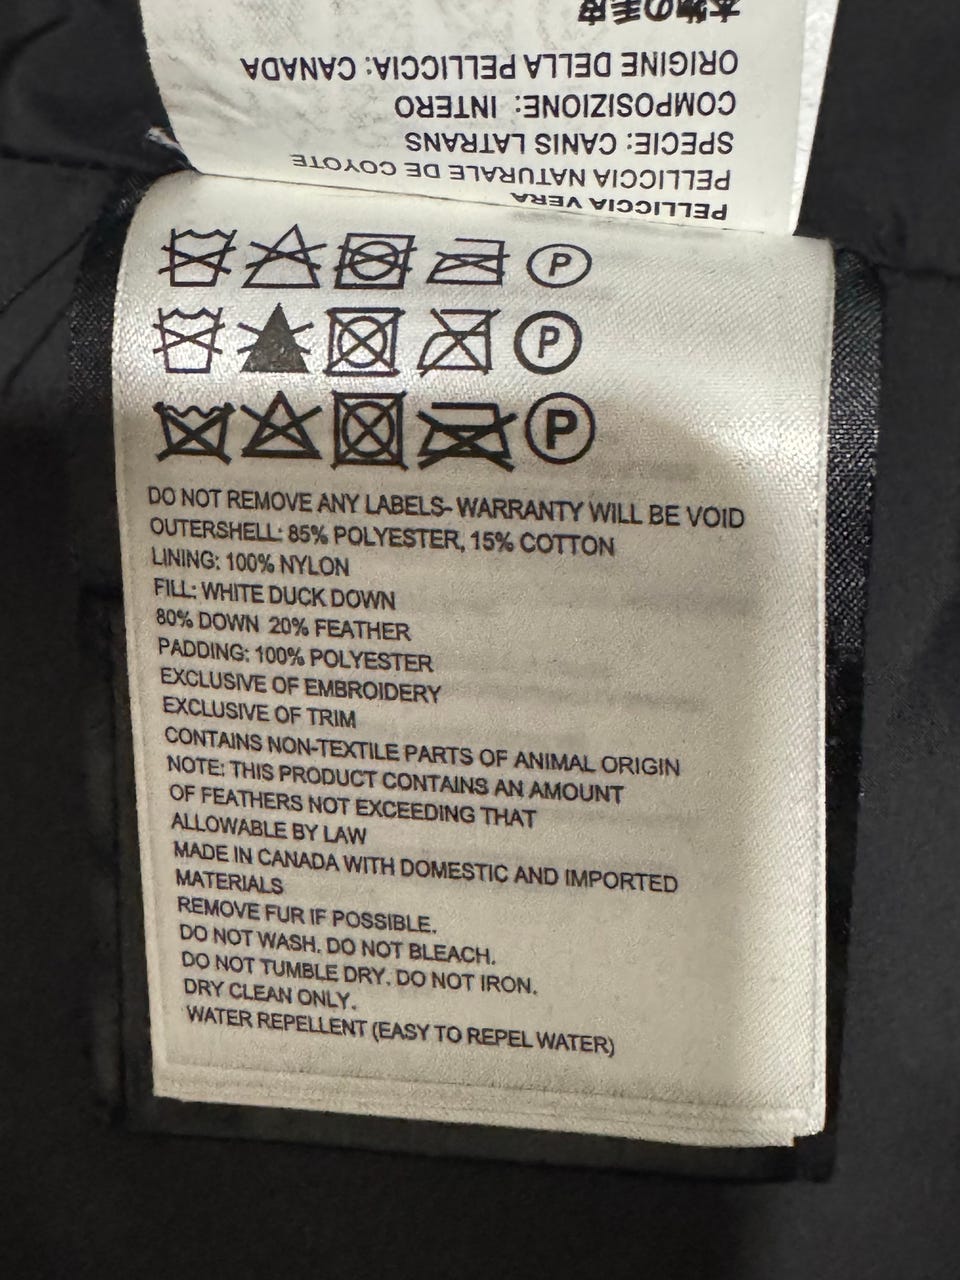 本物の毛皮
ORIGINE DELLA PELLICCIA: CANADA
COMPOSIZIONE: INTERO
SPECIE: CANIS LATRANS
PELLICCIA NATURALE DE COYOTE
PELLICCIA VERA
P
P
P
DO NOT REMOVE ANY LABELS- WARRANTY WILL BE VOID
OUTERSHELL: 85% POLYESTER, 15% COTTON
LINING: 100% NYLON
FILL: WHITE DUCK DOWN
80% DOWN 20% FEATHER
PADDING: 100% POLYESTER
EXCLUSIVE OF EMBROIDERY
EXCLUSIVE OF TRIM
CONTAINS NON-TEXTILE PARTS OF ANIMAL ORIGIN
NOTE: THIS PRODUCT CONTAINS AN AMOUNT
OF FEATHERS NOT EXCEEDING THAT
ALLOWABLE BY LAW
MADE IN CANADA WITH DOMESTIC AND IMPORTED
MATERIALS
REMOVE FUR IF POSSIBLE.
DO NOT WASH. DO NOT BLEACH.
DO NOT TUMBLE DRY. DO NOT IRON.
DRY CLEAN ONLY.
WATER REPELLENT (EASY TO REPEL WATER)